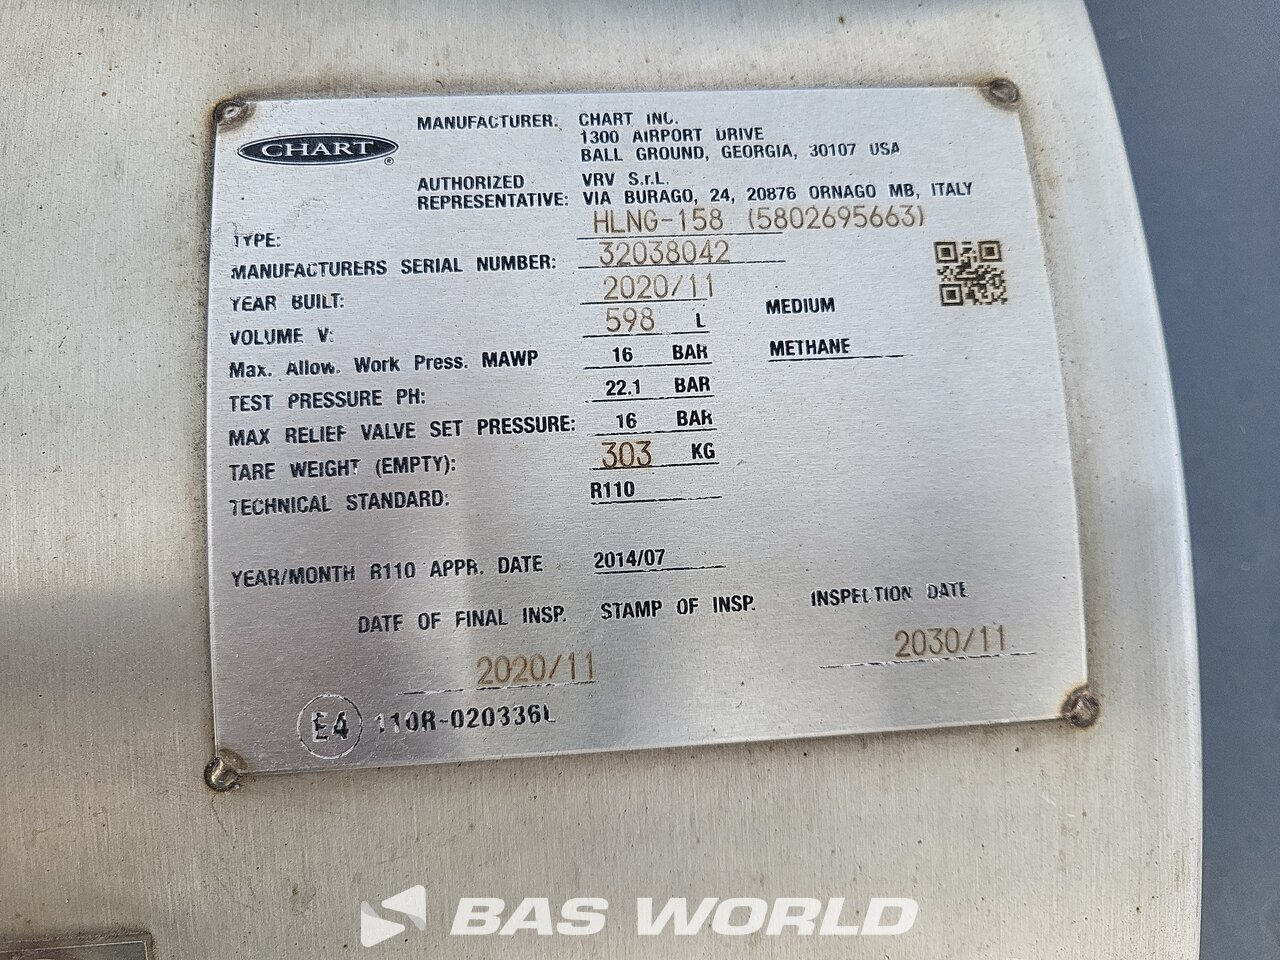 CHART®
MANUFACTURER. CHART INC.
1300 AIRPORT DRIVE
BALL GROUND, GEORGIA, 30107 USA
AUTHORIZED REPRESENTATIVE: VRV S.r.L.
VIA BURAGO, 24, 20876 ORNAGO MB, ITALY
TYPE: HLNG-158 (5802695663)
MANUFACTURERS SERIAL NUMBER: 32038042
YEAR BUILT: 2020/11
VOLUME V: 598 L
MEDIUM
Max. Allow. Work Press. MAWP 16 BAR
METHANE
TEST PRESSURE PH: 22.1 BAR
MAX RELIEF VALVE SET PRESSURE: 16 BAR
TARE WEIGHT (EMPTY): 303 KG
TECHNICAL STANDARD: R110
YEAR/MONTH R110 APPR. DATE 2014/07
DATE OF FINAL INSP. STAMP OF INSP. INSPECTION DATE
2020/11 2030/11
E4 110R-020336L
BAS WORLD